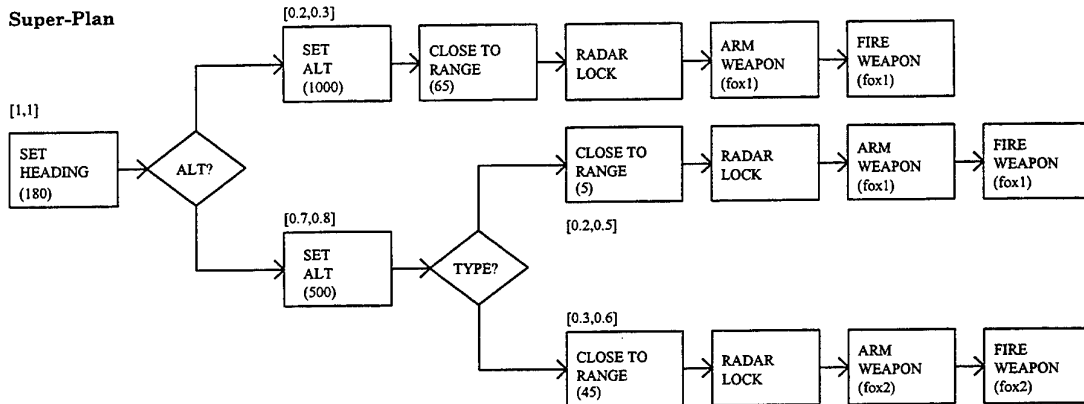 Super-Plan
[0.2,0.3]
SET
ALT
(1000)
CLOSE TO
RANGE
(65)
RADAR
LOCK
ARM
WEAPON
(fox1)
FIRE
WEAPON
(fox1)
[1,1]
SET
HEADING
(180)
ALT?
CLOSE TO
RANGE
(5)
[0.2,0.5]
RADAR
LOCK
ARM
WEAPON
(fox1)
FIRE
WEAPON
(fox1)
[0.7,0.8]
SET
ALT
(500)
TYPE?
[0.3,0.6]
CLOSE TO
RANGE
(45)
RADAR
LOCK
ARM
WEAPON
(fox2)
FIRE
WEAPON
(fox2)